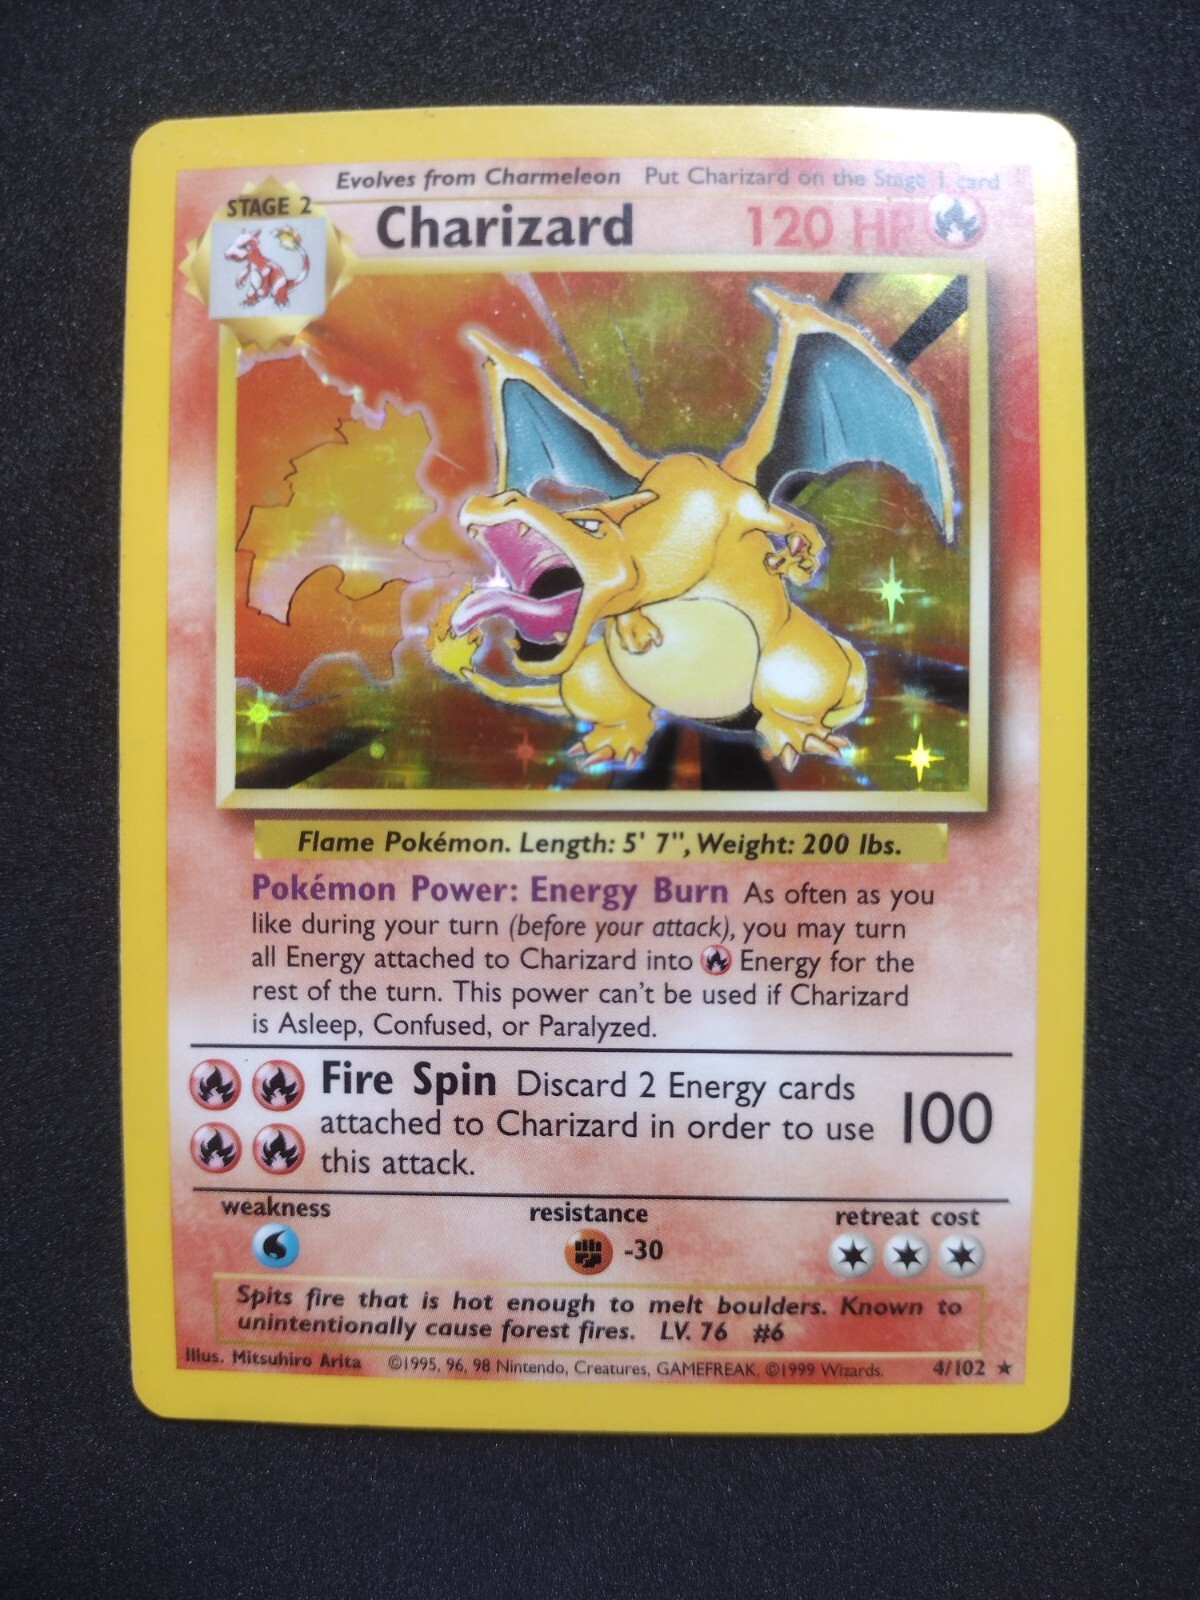 Evolves from Charmeleon Put Charizard on the Stage 1 card
STAGE 2
Charizard 120 HP
Flame Pokémon. Length: 5' 7", Weight: 200 lbs.
Pokémon Power: Energy Burn As often as you
like during your turn (before your attack), you may turn
all Energy attached to Charizard into Energy for the
rest of the turn. This power can't be used if Charizard
is Asleep, Confused, or Paralyzed.
Fire Spin Discard 2 Energy cards
attached to Charizard in order to use 100
this attack.
weakness resistance retreat cost
-30
Spits fire that is hot enough to melt boulders. Known to
unintentionally cause forest fires. LV. 76 #6
Illus. Mitsuhiro Arita ©1995, 96, 98 Nintendo, Creatures, GAMEFREAK. ©1999 Wizards. 4/102 ★